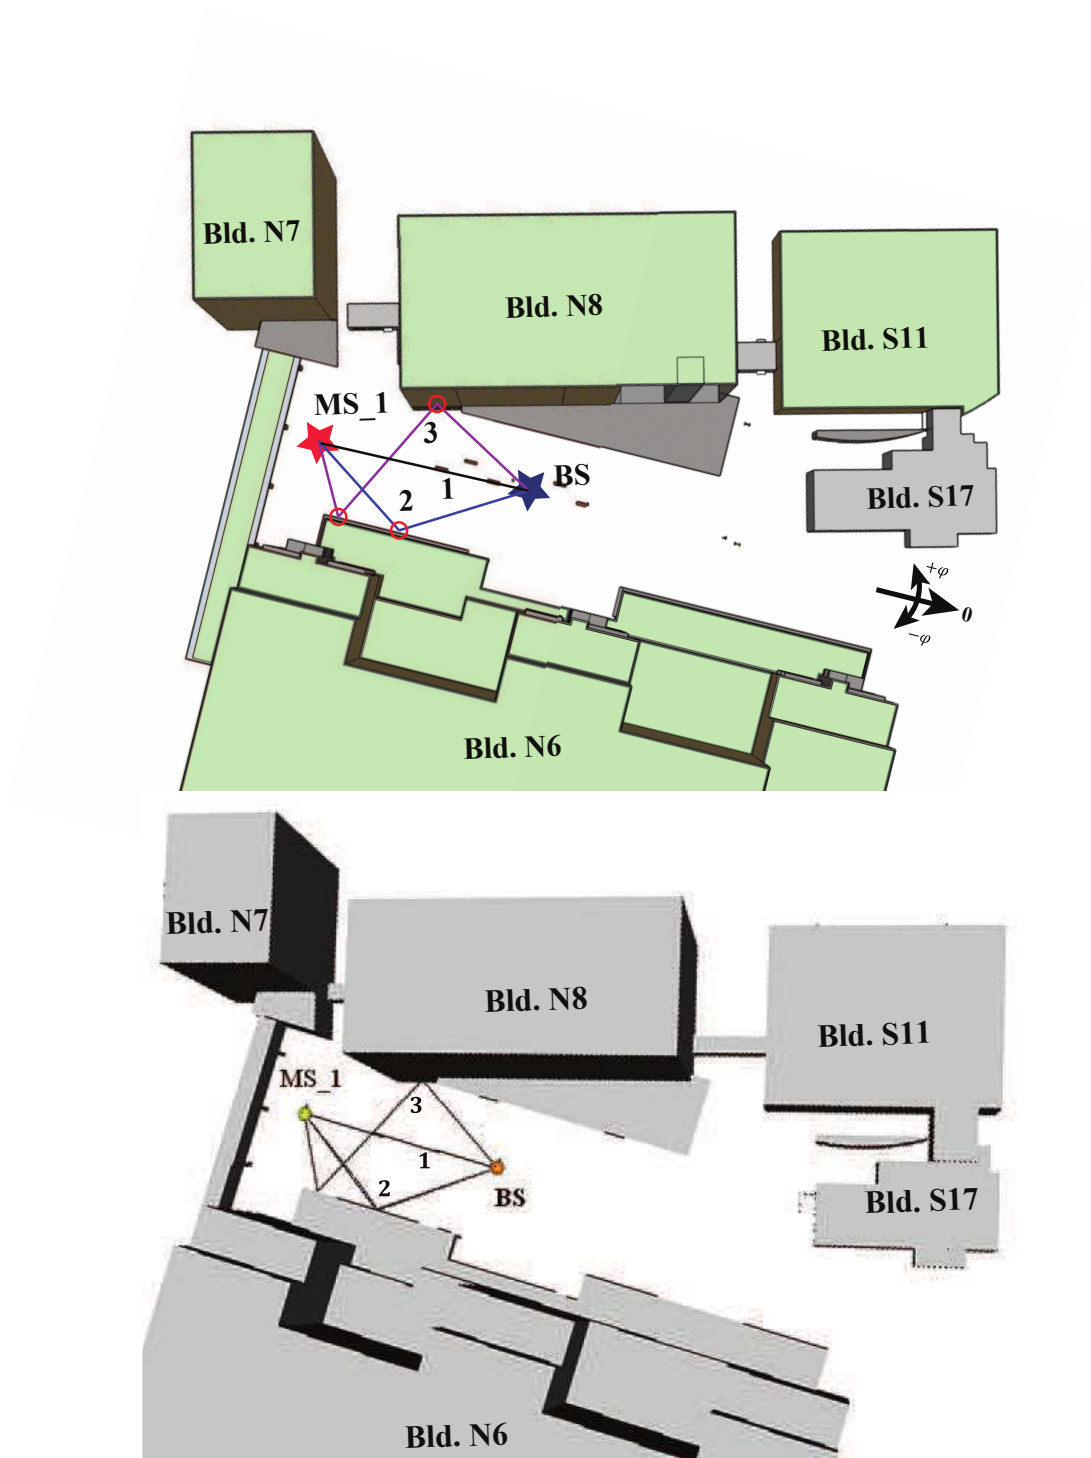 Bld. N7
Bld. N8
Bld. S11
MS_1
3
BS
1
2
Bld. S17
+φ
0
−φ
Bld. N6
Bld. N7
Bld. N8
Bld. S11
MS_1
3
1
2
BS
Bld. S17
Bld. N6